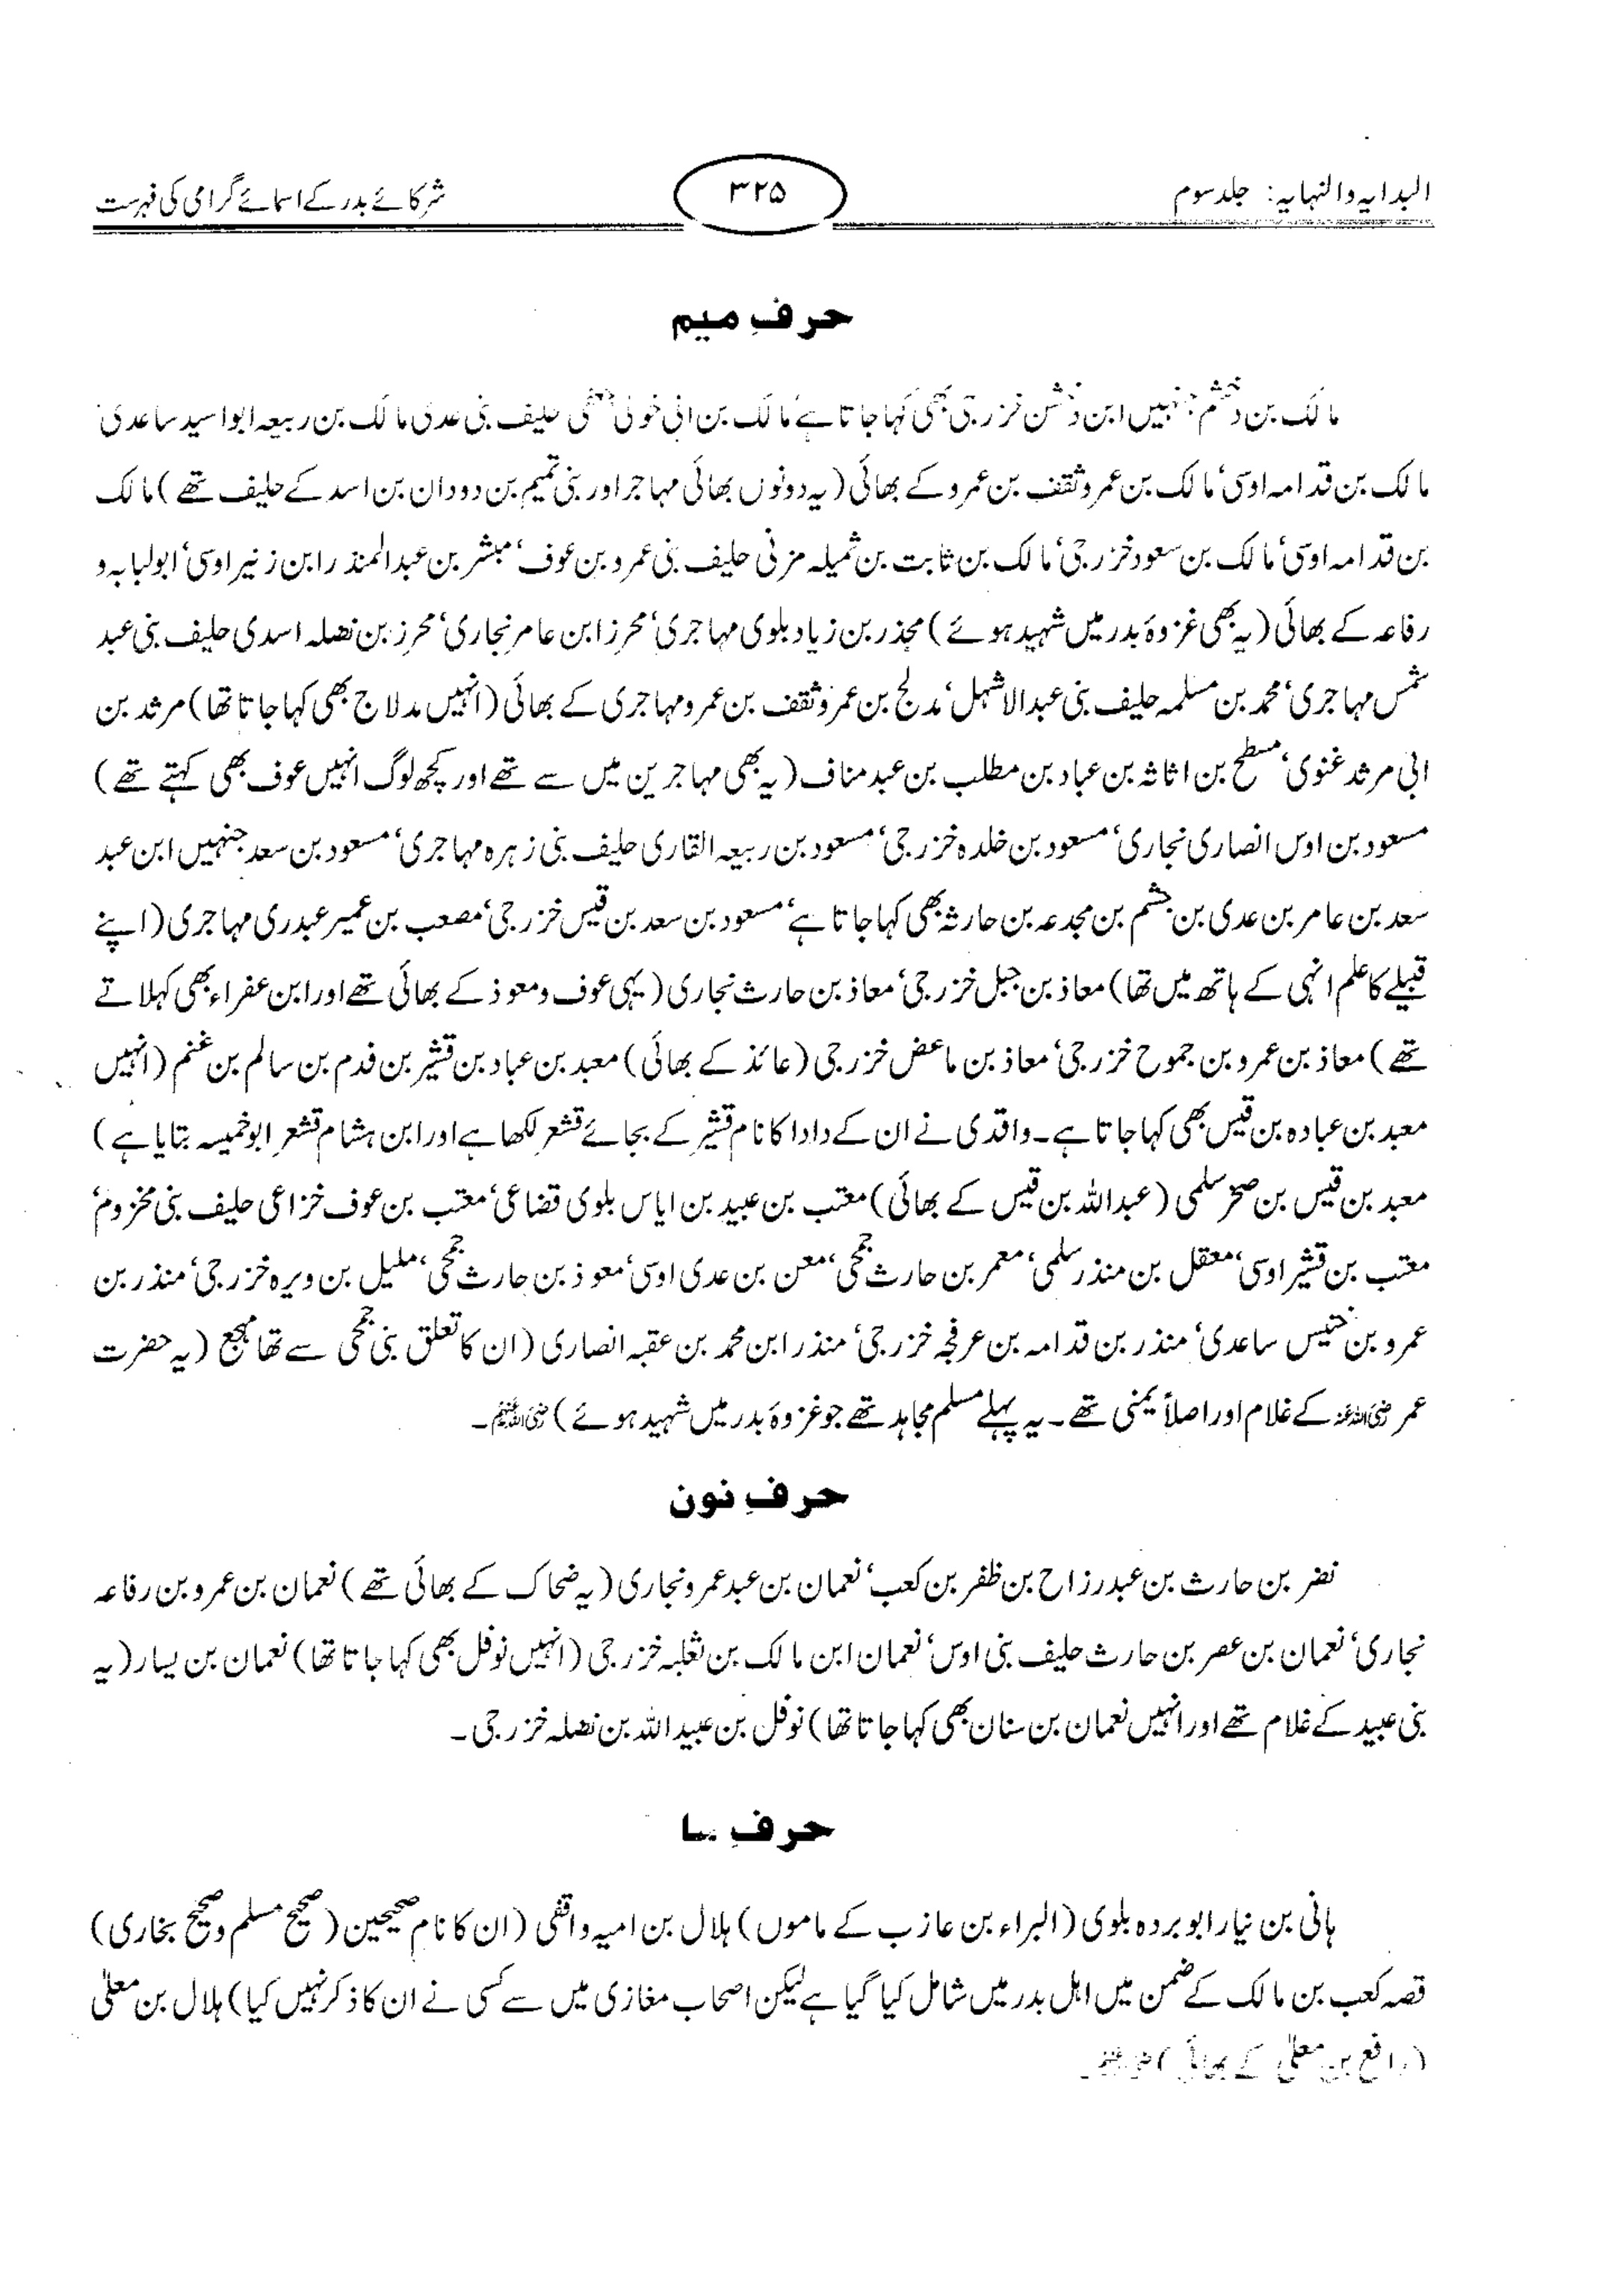 البدایہ والنہایہ: جلد سوم
۳۲۵
شرکائے بدر کے اسمائے گرامی کی فہرست
حرفِ میم
مالک بن دخشم جنہیں ابن دخشن خزرجی بھی کہا جاتا ہے‘ مالک بن ابی خولی حلیف بنی عدی مالک بن ربیعہ ابواسید ساعدی‘
مالک بن قدامہ اوسی‘ مالک بن عمرو ثقف بن عمرو کے بھائی (یہ دونوں بھائی مہاجر اور بنی تمیم بن دودان بن اسد کے حلیف تھے) مالک
بن قدامہ اوسی‘ مالک بن سعود خزرجی‘ مالک بن ثابت بن ثمیلہ مزنی حلیف بنی عمرو بن عوف‘ مبشر بن عبدالمنذر ابن زنیر اوسی‘ ابولبابہ و
رفاعہ کے بھائی (یہ بھی غزوۂ بدر میں شہید ہوئے) مجذر بن زیاد بلوی مہاجری‘ محرز ابن عامر نجاری‘ محرز بن نضلہ اسدی حلیف بنی عبد
شمس مہاجری‘ محمد بن مسلمہ حلیف بنی عبدالاشہل‘ مدلج بن عمرو ثقف بن عمرو مہاجری کے بھائی (انہیں مدلاج بھی کہا جاتا تھا) مرثد بن
ابی مرثد غنوی‘ مسطح بن اثاثہ بن عباد بن مطلب بن عبد مناف (یہ بھی مہاجرین میں سے تھے اور کچھ لوگ انہیں عوف بھی کہتے تھے)
مسعود بن اوس انصاری نجاری‘ مسعود بن خلدہ خزرجی‘ مسعود بن ربیعہ القاری حلیف بنی زہرہ مہاجری‘ مسعود بن سعد جنہیں ابن عبد
سعد بن عامر بن عدی بن جشم بن مجدعہ بن حارثہ بھی کہا جاتا ہے‘ مسعود بن سعد بن قیس خزرجی‘ مصعب بن عمیر عبدری مہاجری (اپنے
قبیلے کا علم انہی کے ہاتھ میں تھا) معاذ بن جبل خزرجی‘ معاذ بن حارث نجاری (یہی عوف و معوذ کے بھائی تھے اور ابن عفراء بھی کہلاتے
تھے) معاذ بن عمرو بن جموح خزرجی‘ معاذ بن ماعض خزرجی (عائذ کے بھائی) معبد بن عباد بن قشیر بن فدم بن سالم بن غنم (انہیں
معبد بن عبادہ بن قیس بھی کہا جاتا ہے۔ واقدی نے ان کے دادا کا نام قشیر کے بجائے قشعر لکھا ہے اور ابن ہشام قشعر ابوخمیسہ بتایا ہے)
معبد بن قیس بن صخر سلمی (عبداللہ بن قیس کے بھائی) معتب بن عبید بن ایاس بلوی قضاعی‘ معتب بن عوف خزاعی حلیف بنی مخزوم‘
معتب بن قشیر اوسی‘ معقل بن منذر سلمی‘ معمر بن حارث جمحی‘ معن بن عدی اوسی‘ معوذ بن حارث جمحی‘ ملیل بن وبرہ خزرجی‘ منذر بن
عمرو بن خنیس ساعدی‘ منذر بن قدامہ بن عرفجہ خزرجی‘ منذر ابن محمد بن عقبہ انصاری (ان کا تعلق بنی جمحی سے تھا مہجع (یہ حضرت
عمر رضی اللہ عنہ کے غلام اور اصلاً یمنی تھے۔ یہ پہلے مسلم مجاہد تھے جو غزوۂ بدر میں شہید ہوئے) رضی اللہ عنہم۔
حرفِ نون
نضر بن حارث بن عبد رزاح بن ظفر بن کعب‘ نعمان بن عبد عمرو نجاری (یہ ضحاک کے بھائی تھے) نعمان بن عمرو بن رفاعہ
نجاری‘ نعمان بن عصر بن حارث حلیف بنی اوس‘ نعمان ابن مالک بن ثعلبہ خزرجی (انہیں نوفل بھی کہا جاتا تھا) نعمان بن یسار (یہ
بنی عبید کے غلام تھے اور انہیں نعمان بن سنان بھی کہا جاتا تھا) نوفل بن عبیداللہ بن نضلہ خزرجی۔
حرفِ ہا
ہانی بن نیار ابو بردہ بلوی (البراء بن عازب کے ماموں) ہلال بن امیہ واقفی (ان کا نام صحیحین (صحیح مسلم و صحیح بخاری)
قصہ کعب بن مالک کے ضمن میں اہل بدر میں شامل کیا گیا ہے لیکن اصحاب مغازی میں سے کسی نے ان کا ذکر نہیں کیا) ہلال بن معلّٰی
(رافع بن معلّٰی کے بھائی)